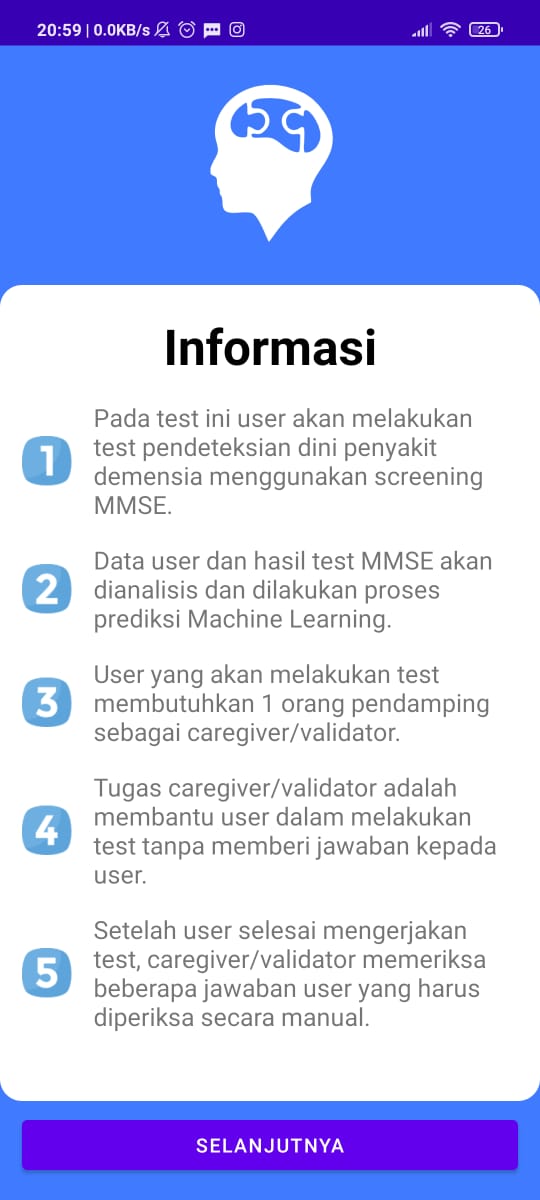 20:59 | 0.0KB/s
26
Informasi
1
Pada test ini user akan melakukan
test pendeteksian dini penyakit
demensia menggunakan screening
MMSE.
2
Data user dan hasil test MMSE akan
dianalisis dan dilakukan proses
prediksi Machine Learning.
3
User yang akan melakukan test
membutuhkan 1 orang pendamping
sebagai caregiver/validator.
4
Tugas caregiver/validator adalah
membantu user dalam melakukan
test tanpa memberi jawaban kepada
user.
5
Setelah user selesai mengerjakan
test, caregiver/validator memeriksa
beberapa jawaban user yang harus
diperiksa secara manual.
SELANJUTNYA